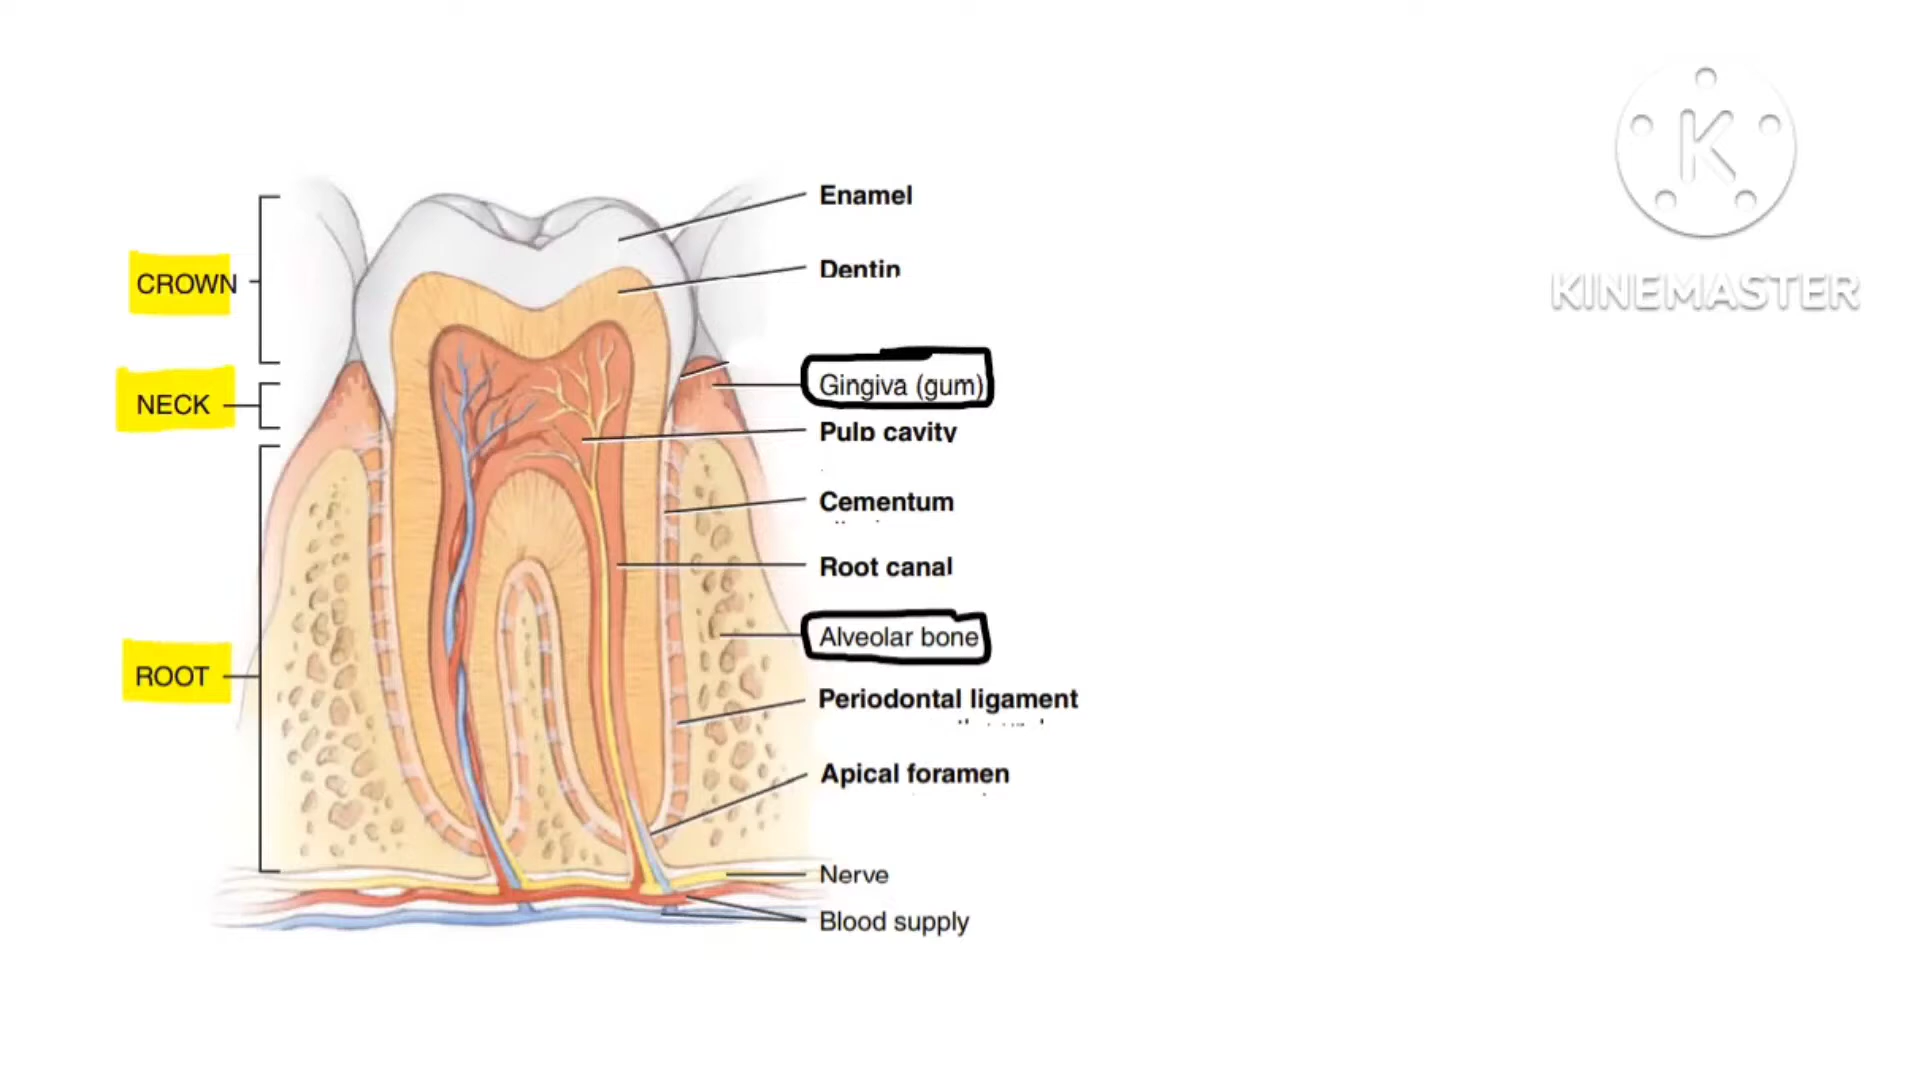 K
KINEMASTER
Enamel
CROWN
Dentin
NECK
Gingiva (gum)
Pulp cavity
Cementum
Root canal
Alveolar bone
ROOT
Periodontal ligament
Apical foramen
Nerve
Blood supply